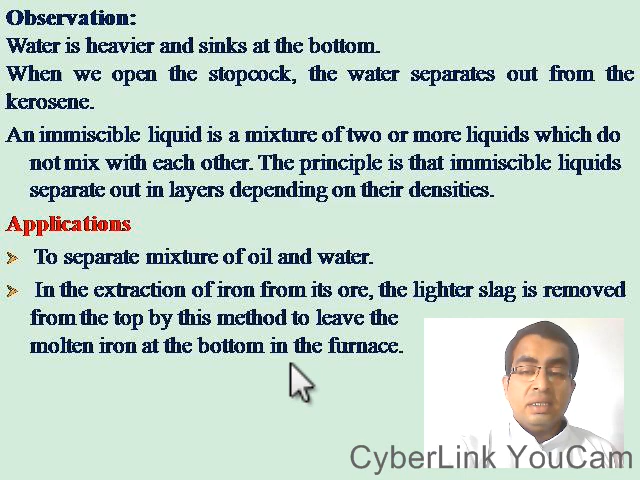 Observation:
Water is heavier and sinks at the bottom.
When we open the stopcock, the water separates out from the
kerosene.
An immiscible liquid is a mixture of two or more liquids which do
not mix with each other. The principle is that immiscible liquids
separate out in layers depending on their densities.
Applications
To separate mixture of oil and water.
In the extraction of iron from its ore, the lighter slag is removed
from the top by this method to leave the
molten iron at the bottom in the furnace.
CyberLink YouCam